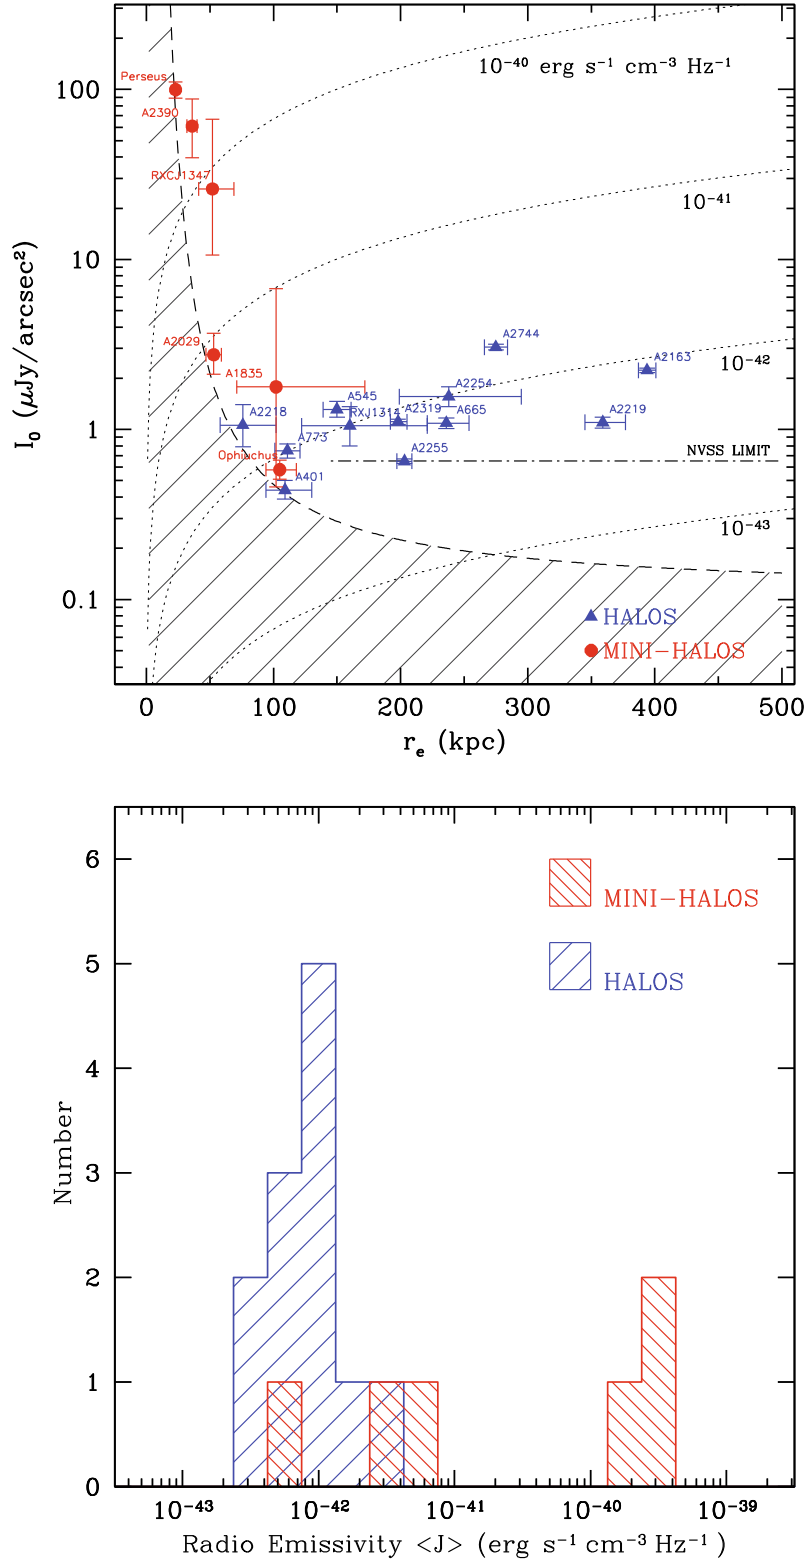 I₀ (μJy/arcsec²)
100
10
1
0.1
10⁻⁴⁰ erg s⁻¹ cm⁻³ Hz⁻¹
10⁻⁴¹
10⁻⁴²
10⁻⁴³
Perseus
A2390
RXCJ1347
A2029
A1835
Ophiuchus
A2744
A2163
A2254
A545
RXJ1314
A2319
A665
A2219
A2218
A773
A2255
A401
NVSS LIMIT
HALOS
MINI-HALOS
0 100 200 300 400 500
rₑ (kpc)
Number
6
5
4
3
2
1
0
MINI-HALOS
HALOS
10⁻⁴³ 10⁻⁴² 10⁻⁴¹ 10⁻⁴⁰ 10⁻³⁹
Radio Emissivity <J> (erg s⁻¹ cm⁻³ Hz⁻¹)